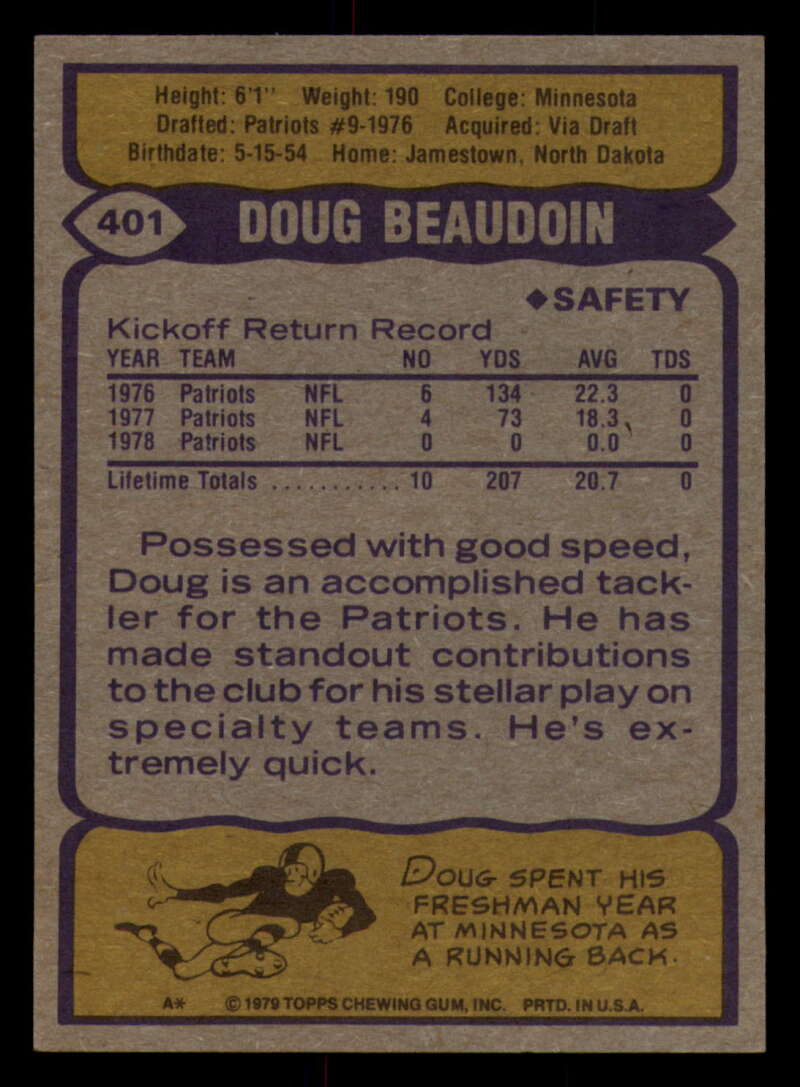 Height: 6'1" Weight: 190 College: Minnesota
Drafted: Patriots #9-1976 Acquired: Via Draft
Birthdate: 5-15-54 Home: Jamestown, North Dakota
401 DOUG BEAUDOIN
◆SAFETY
Kickoff Return Record
YEAR TEAM NO YDS AVG TDS
1976 Patriots NFL 6 134 22.3 0
1977 Patriots NFL 4 73 18.3 0
1978 Patriots NFL 0 0 0.0 0
Lifetime Totals ........... 10 207 20.7 0
Possessed with good speed,
Doug is an accomplished tack-
ler for the Patriots. He has
made standout contributions
to the club for his stellar play on
specialty teams. He's ex-
tremely quick.
DOUG SPENT HIS
FRESHMAN YEAR
AT MINNESOTA AS
A RUNNING BACK.
A* © 1979 TOPPS CHEWING GUM, INC. PRTD. IN U.S.A.